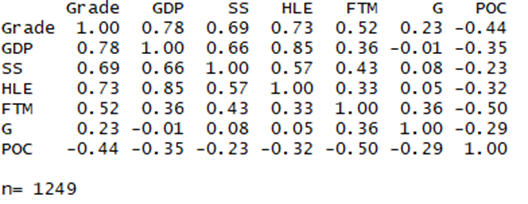 Grade GDP SS HLE FTM G POC
Grade 1.00 0.78 0.69 0.73 0.52 0.23 -0.44
GDP 0.78 1.00 0.66 0.85 0.36 -0.01 -0.35
SS 0.69 0.66 1.00 0.57 0.43 0.08 -0.23
HLE 0.73 0.85 0.57 1.00 0.33 0.05 -0.32
FTM 0.52 0.36 0.43 0.33 1.00 0.36 -0.50
G 0.23 -0.01 0.08 0.05 0.36 1.00 -0.29
POC -0.44 -0.35 -0.23 -0.32 -0.50 -0.29 1.00
n= 1249